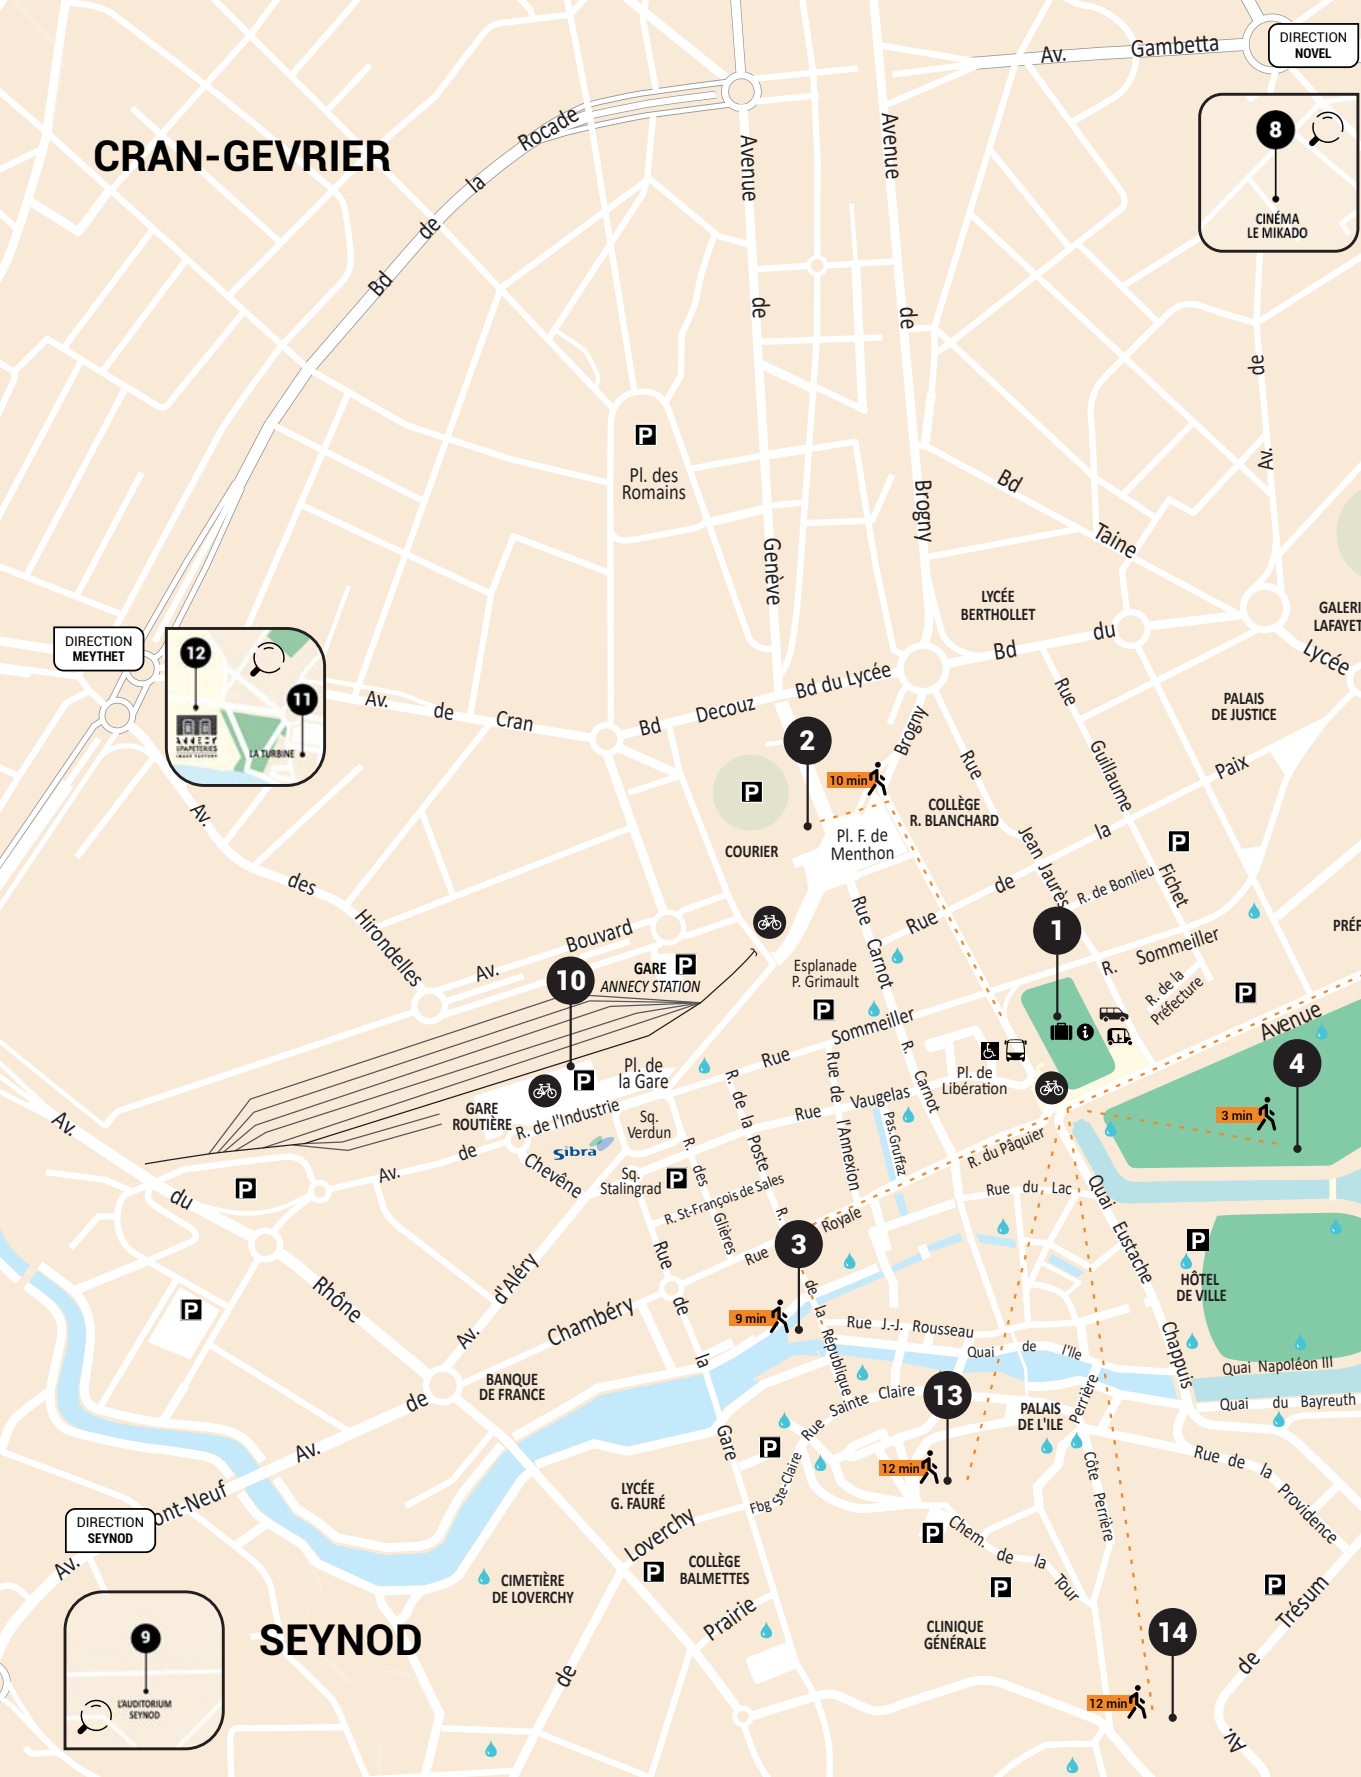 Av.
Gambetta
DIRECTION
NOVEL
8
CINÉMA
LE MIKADO
CRAN-GEVRIER
Rocade
la
de
Bd
Avenue
de
Genève
Avenue
de
Brogny
de
Av.
P
Pl. des
Romains
Bd
Taine
LYCÉE
BERTHOLLET
GALERI
LAFAYET
Bd
du
Lycée
DIRECTION
MEYTHET
12
11
ANNECY
PAPETERIES
IMAGE FACTORY
LA TURBINE
Av.
de
Cran
Bd
Decouz
Bd du Lycée
PALAIS
DE JUSTICE
2
10 min
Brogny
Rue
Jean Jaurès
Rue
Guillaume
Fichet
Paix
la
de
Rue
P
COURIER
Pl. F. de
Menthon
COLLÈGE
R. BLANCHARD
P
R. de Bonlieu
Av.
des
Hirondelles
Av.
Bouvard
GARE
P
ANNECY STATION
10
Rue
Carnot
Esplanade
P. Grimault
P
1
R.
Sommeiller
PRÉF
R. de la
Préfecture
P
Avenue
Rue
Sommeiller
R.
Carnot
Pl. de
Libération
4
3 min
Pl. de
la Gare
P
GARE
ROUTIÈRE
R. de l'Industrie
Sibra
Sq.
Verdun
Rue
Vaugelas
Rue de
l'Annexion
Pas.Gruffaz
R. de la Poste
R. du Pâquier
Av.
du
Rhône
P
Av.
de
Chevêne
Sq.
Stalingrad
P
R. des
Glières
R. St-François de Sales
R.
de
la
République
Rue
Royale
3
Rue du Lac
Quai
Eustache
Chappuis
P
HÔTEL
DE VILLE
P
Av.
d'Aléry
Chambéry
Rue
de
la
Gare
9 min
Rue J.-J. Rousseau
Quai
de
l'Ile
Quai Napoléon III
Quai
du
Bayreuth
BANQUE
DE FRANCE
de
Av.
ont-Neuf
Av.
DIRECTION
SEYNOD
Rue
Sainte
Claire
13
12 min
PALAIS
DE L'ILE
Perrière
Côte
Perrière
P
Fbg Ste-Claire
Rue de la
Providence
LYCÉE
G. FAURÉ
Loverchy
P
COLLÈGE
BALMETTES
P
Chem.
de
la
Tour
P
P
CIMETIÈRE
DE LOVERCHY
Prairie
CLINIQUE
GÉNÉRALE
Trésum
de
Av.
SEYNOD
9
L'AUDITORIUM
SEYNOD
de
14
12 min